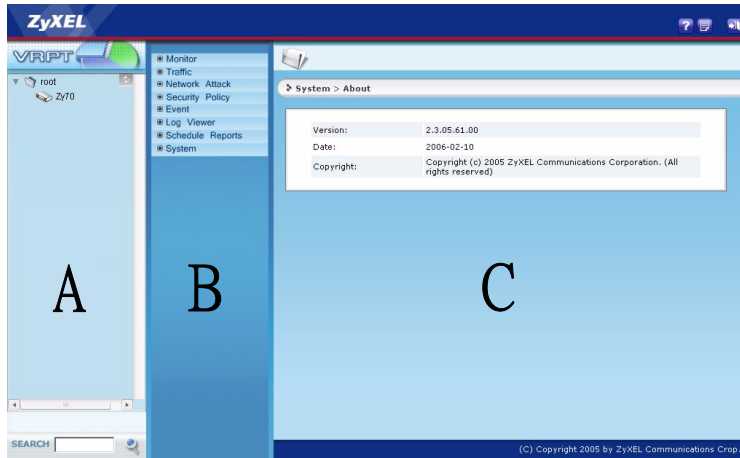 ZyXEL
VRPT
root
Zy70
A
SEARCH
Monitor
Traffic
Network Attack
Security Policy
Event
Log Viewer
Schedule Reports
System
B
System > About
Version: 2.3.05.61.00
Date: 2006-02-10
Copyright: Copyright (c) 2005 ZyXEL Communications Corporation. (All
rights reserved)
C
(C) Copyright 2005 by ZyXEL Communications Crop.